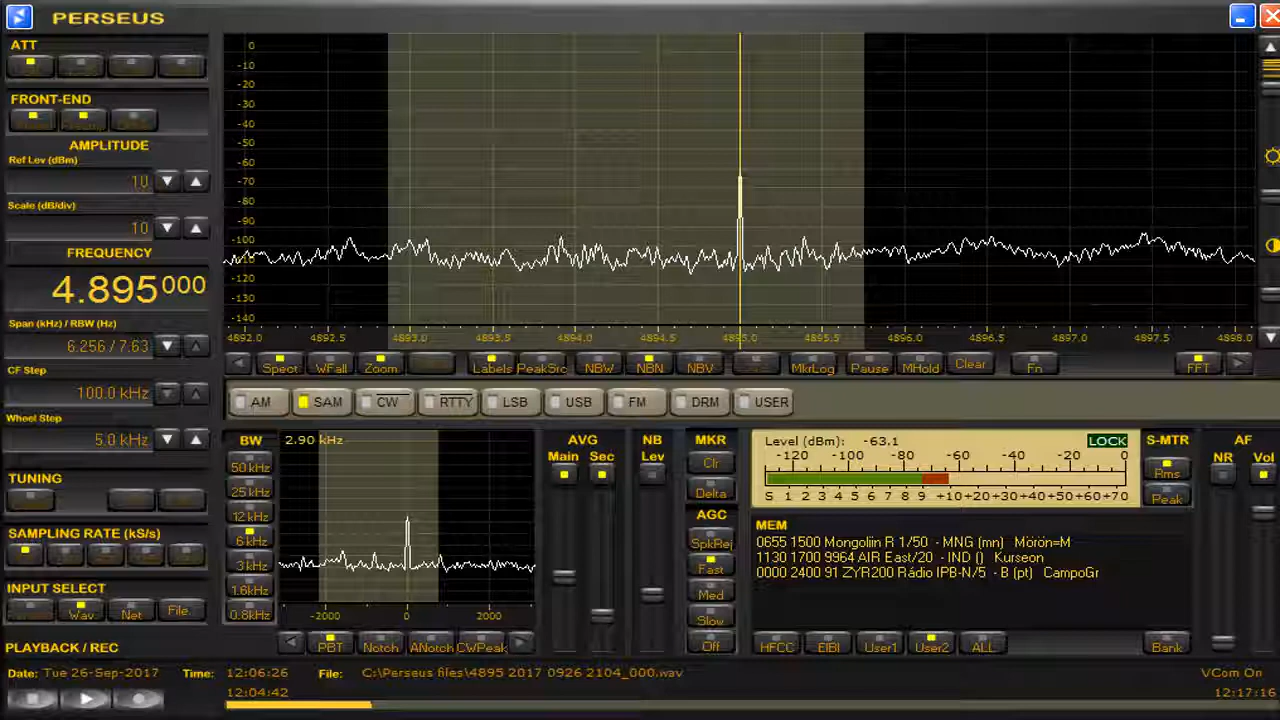 PERSEUS
ATT
FRONT-END
AMPLITUDE
Ref Lev (dBm)
10
Scale (dB/div)
10
FREQUENCY
4.895000
Span (kHz) / RBW (Hz)
6.256 / 7.63
CF Step
100.0 kHz
Wheel Step
5.0 kHz
TUNING
SAMPLING RATE (kS/s)
INPUT SELECT
Wav Net File.
PLAYBACK / REC
0
-10
-20
-30
-40
-50
-60
-70
-80
-90
-100
-110
-120
-130
-140
4892.0 4892.5 4893.0 4893.5 4894.0 4894.5 4895.0 4895.5 4896.0 4896.5 4897.0 4897.5 4898.0
Spect WFall Zoom Labels PeakSrc NBW NBN NBV MkrLog Pause MHold Clear Fn FFT
AM SAM CW RTTY LSB USB FM DRM USER
BW
50 kHz
25 kHz
12 kHz
6 kHz
3 kHz
1.6kHz
0.8kHz
2.90 kHz
-2000 0 2000
PBT Notch ANotch CWPeak
AVG
Main Sec
NB
Lev
MKR
Clr
Delta
AGC
SpkRej
Fast
Med
Slow
Off
Level (dBm): -63.1 LOCK
-120 -100 -80 -60 -40 -20 0
S 1 2 3 4 5 6 7 8 9 +10+20+30+40+50+60+70
S-MTR
Rms
Peak
AF
NR Vol
MEM
0655 1500 Mongoliin R 1/50 - MNG (mn) Mörön=M
1130 1700 9964 AIR East/20 - IND () Kurseon
0000 2400 91 ZYR200 Rádio IPB-N/5 - B (pt) CampoGr
HFCC EIBI User1 User2 ALL Bank
Date: Tue 26-Sep-2017 Time: 12:06:26 File: C:\Perseus files\4895 2017 0926 2104_000.wav VCom On
12:04:42 12:17:16